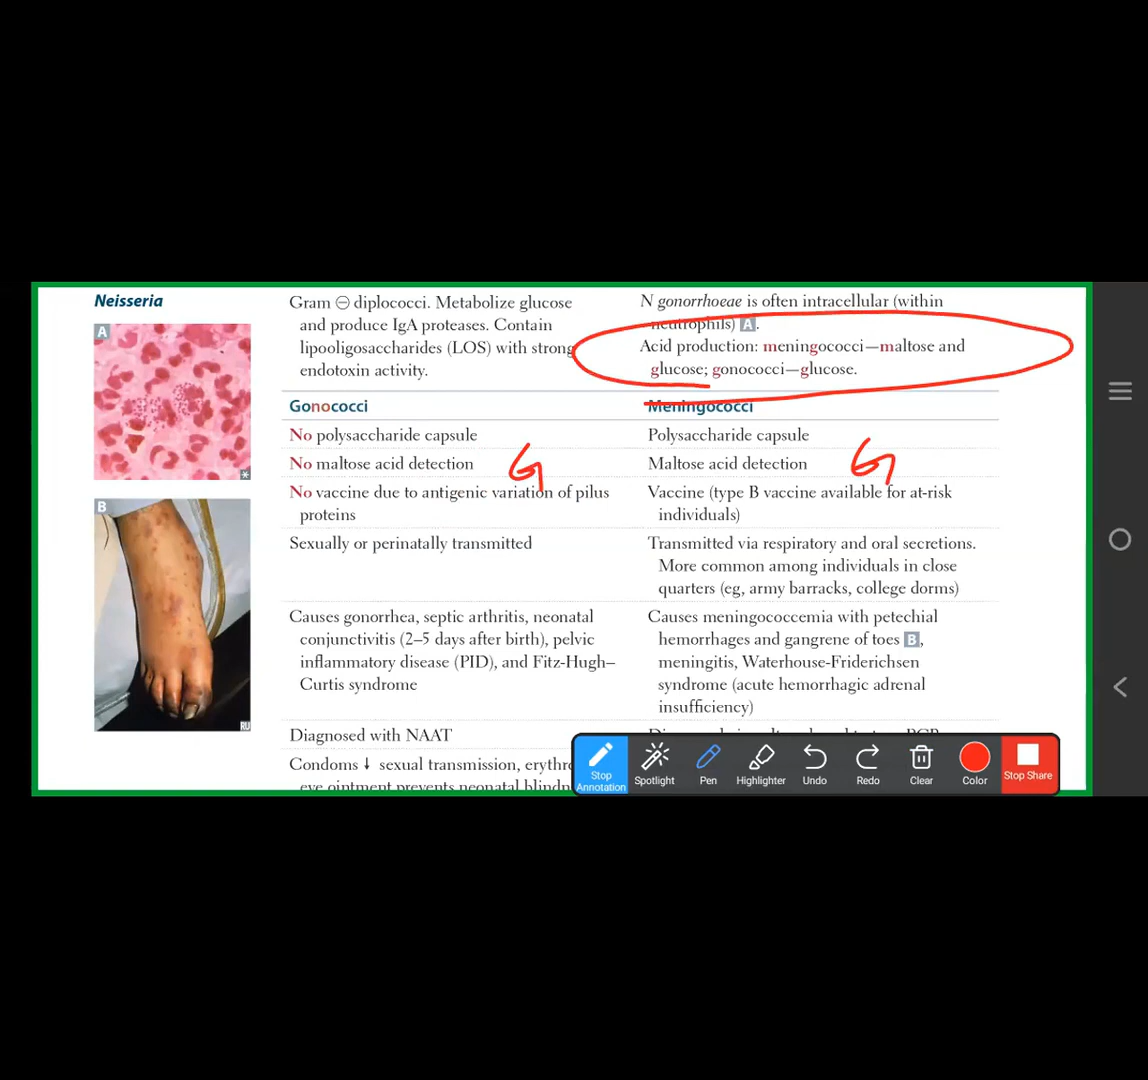 Neisseria
A
*
B
RU
Gram ⊖ diplococci. Metabolize glucose
and produce IgA proteases. Contain
lipooligosaccharides (LOS) with strong
endotoxin activity.
N gonorrhoeae is often intracellular (within
neutrophils) A.
Acid production: meningococci—maltose and
glucose; gonococci—glucose.
Gonococci
Meningococci
No polysaccharide capsule
Polysaccharide capsule
No maltose acid detection
G
Maltose acid detection
G
No vaccine due to antigenic variation of pilus
proteins
Vaccine (type B vaccine available for at-risk
individuals)
Sexually or perinatally transmitted
Transmitted via respiratory and oral secretions.
More common among individuals in close
quarters (eg, army barracks, college dorms)
Causes gonorrhea, septic arthritis, neonatal
conjunctivitis (2–5 days after birth), pelvic
inflammatory disease (PID), and Fitz-Hugh–
Curtis syndrome
Causes meningococcemia with petechial
hemorrhages and gangrene of toes B,
meningitis, Waterhouse-Friderichsen
syndrome (acute hemorrhagic adrenal
insufficiency)
Diagnosed with NAAT
Condoms ↓ sexual transmission,
eye ointment prevents neonatal
Stop Annotation
Spotlight
Pen
Highlighter
Undo
Redo
Clear
Color
Stop Share